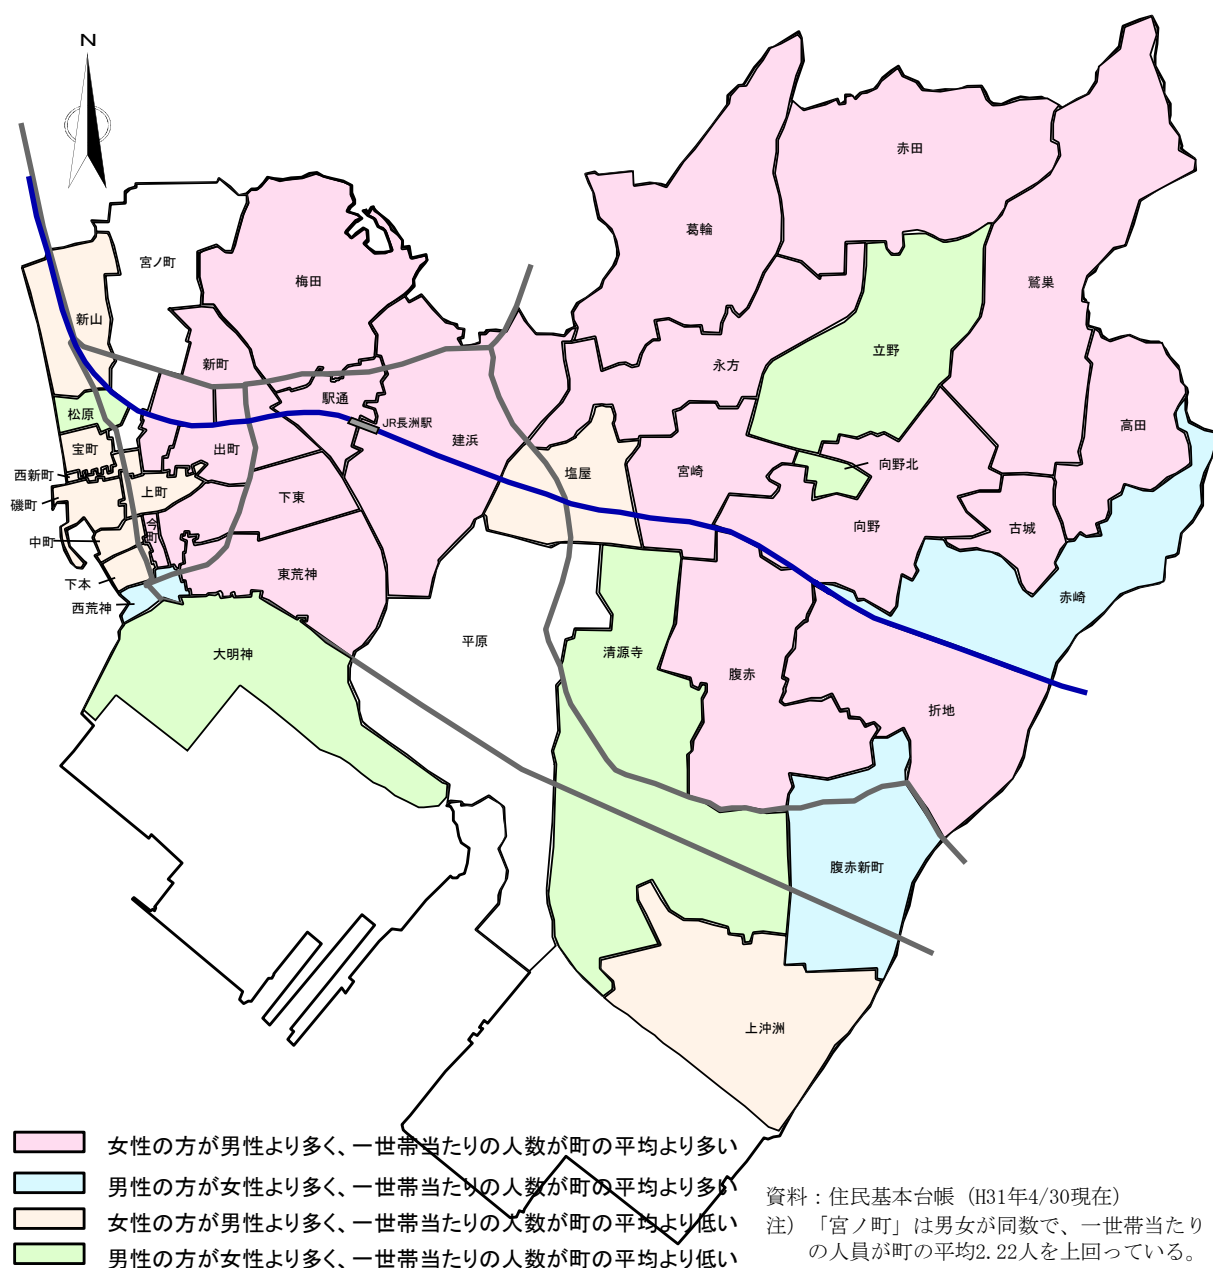 N
赤田
葛輪
宮ノ町
梅田
鷲巣
新山
新町
永方
立野
駅通
松原
JR長洲駅
建浜
高田
宝町
出町
塩屋
宮崎
向野北
西新町
上町
下東
磯町
今町
向野
古城
中町
東荒神
下本
赤崎
西荒神
平原
大明神
清源寺
腹赤
折地
腹赤新町
上沖洲
女性の方が男性より多く、一世帯当たりの人数が町の平均より多い
男性の方が女性より多く、一世帯当たりの人数が町の平均より多い
女性の方が男性より多く、一世帯当たりの人数が町の平均より低い
男性の方が女性より多く、一世帯当たりの人数が町の平均より低い
資料：住民基本台帳（H31年4/30現在）
注）「宮ノ町」は男女が同数で、一世帯当たり
の人員が町の平均2.22人を上回っている。